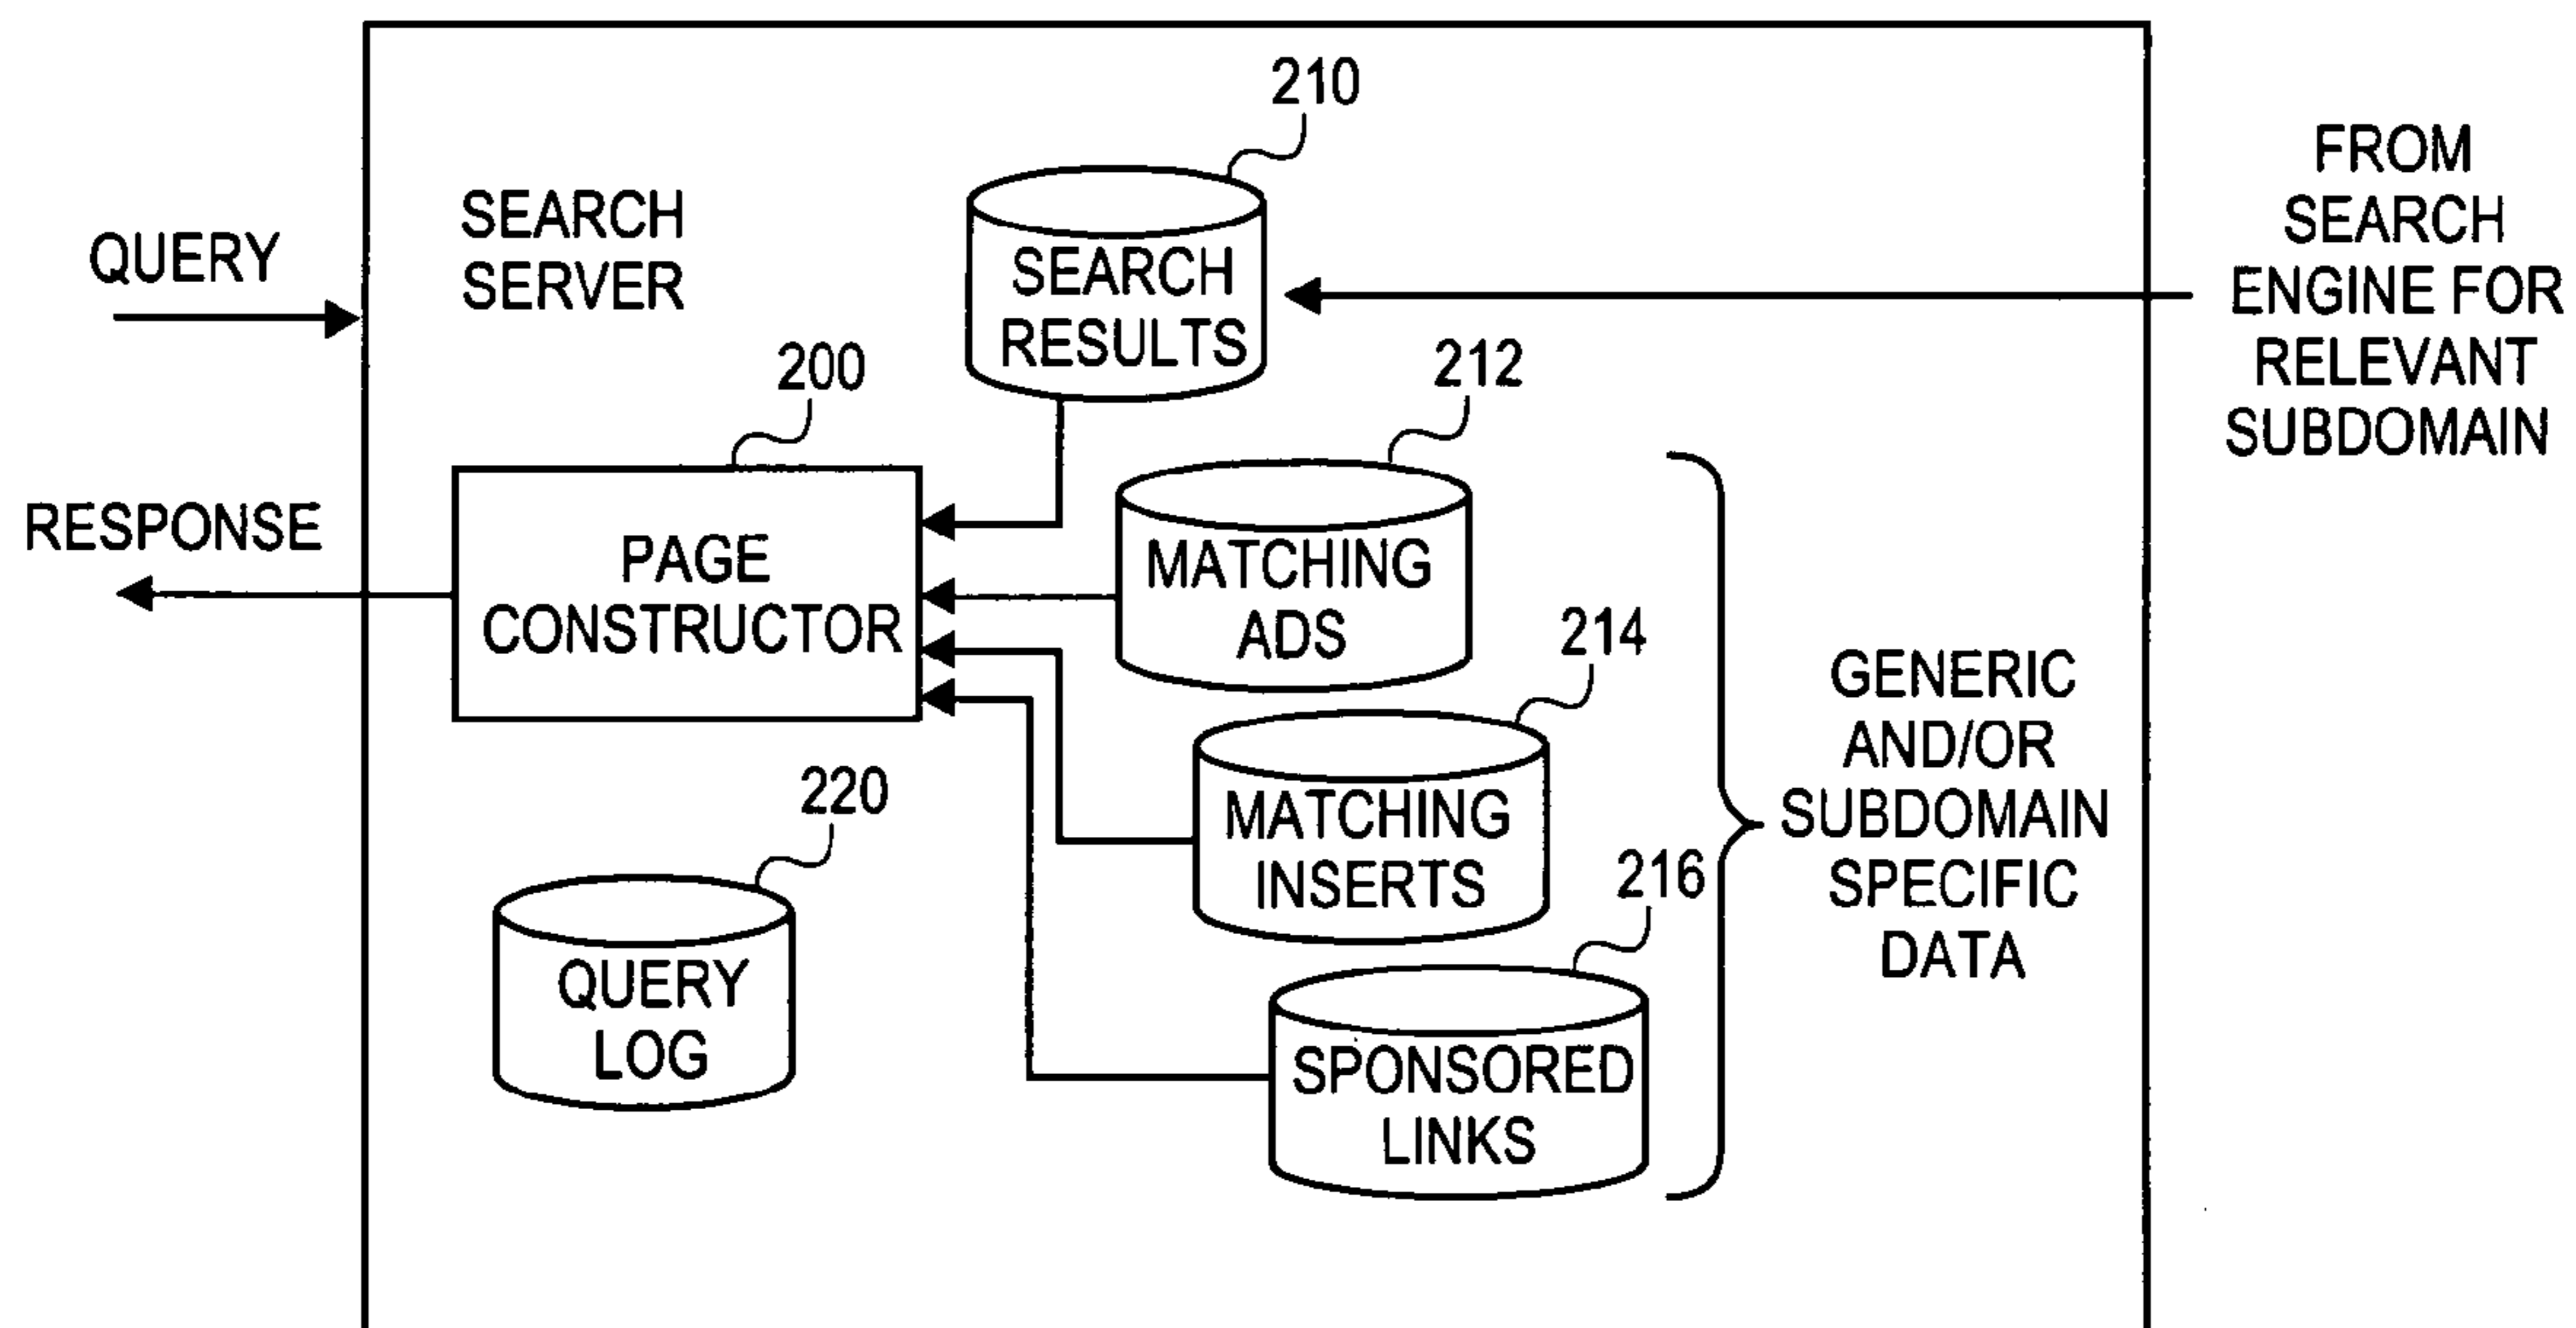 210
FROM
SEARCH
ENGINE FOR
RELEVANT
SUBDOMAIN
SEARCH
SERVER
QUERY
SEARCH
RESULTS
200
212
RESPONSE
PAGE
CONSTRUCTOR
MATCHING
ADS
214
GENERIC
AND/OR
SUBDOMAIN
SPECIFIC
DATA
220
MATCHING
INSERTS
216
QUERY
LOG
SPONSORED
LINKS